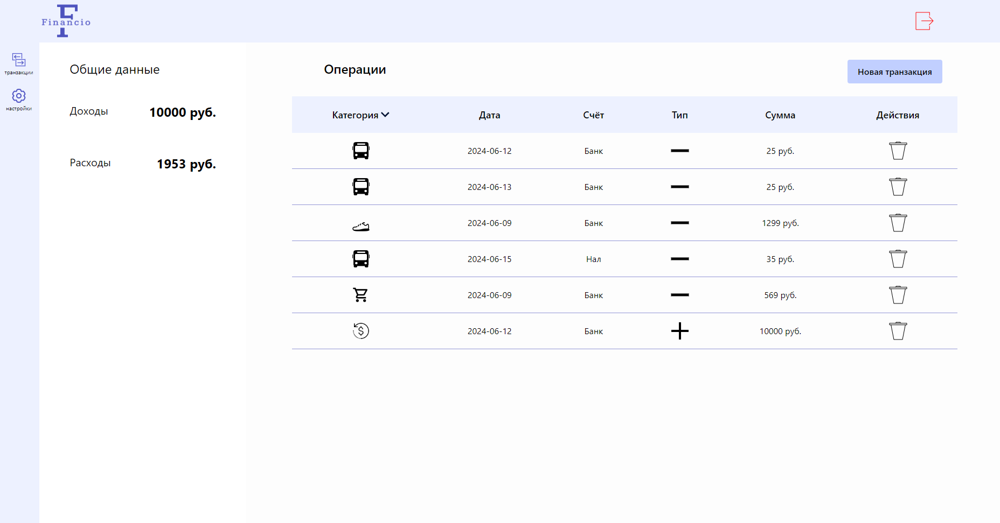 Financio
транзакции
настройки
Общие данные
Доходы 10000 руб.
Расходы 1953 руб.
Операции
Новая транзакция
Категория Дата Счёт Тип Сумма Действия
2024-06-12 Банк 25 руб.
2024-06-13 Банк 25 руб.
2024-06-09 Банк 1299 руб.
2024-06-15 Нал 35 руб.
2024-06-09 Банк 569 руб.
2024-06-12 Банк 10000 руб.